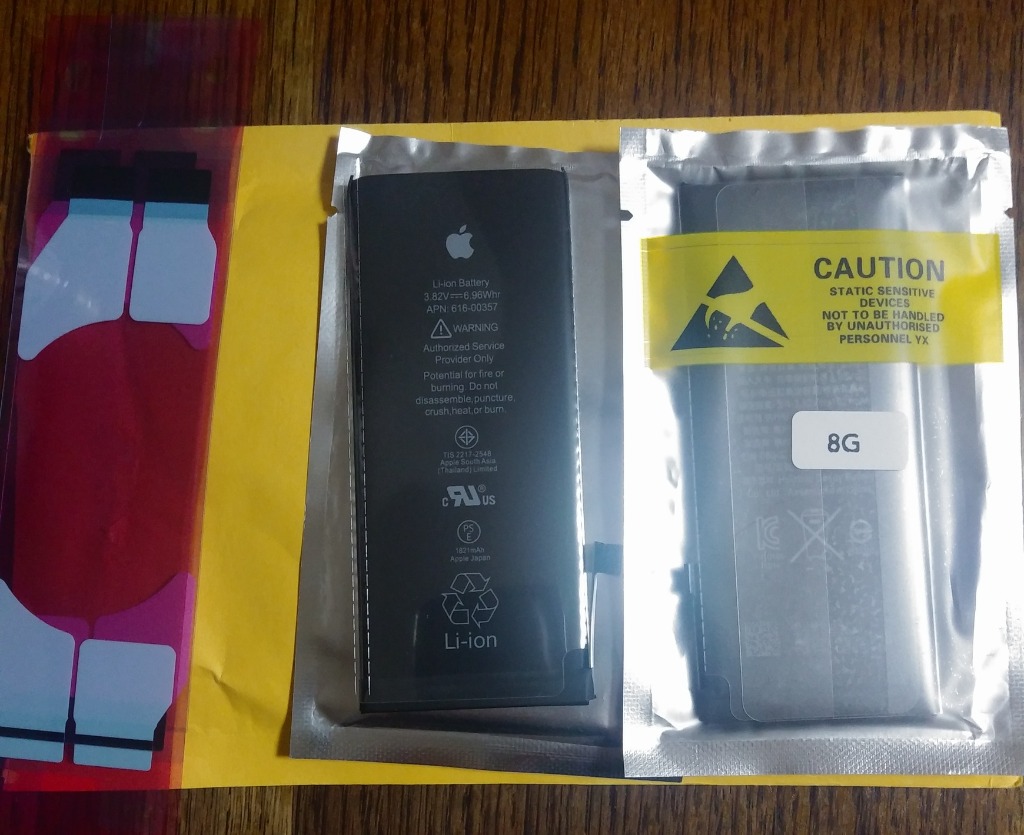 Li-ion Battery
3.82V⎓6.96Whr
APN: 616-00357
WARNING
Authorized Service
Provider Only
Potential for fire or
burning. Do not
disassemble,puncture,
crush,heat,or burn.
TIS 2217-2548
Apple South Asia
(Thailand) Limited
c RU ® US
PS
E
1821mAh
Apple Japan
Li-ion
CAUTION
STATIC SENSITIVE
DEVICES
NOT TO BE HANDLED
BY UNAUTHORISED
PERSONNEL YX
8G